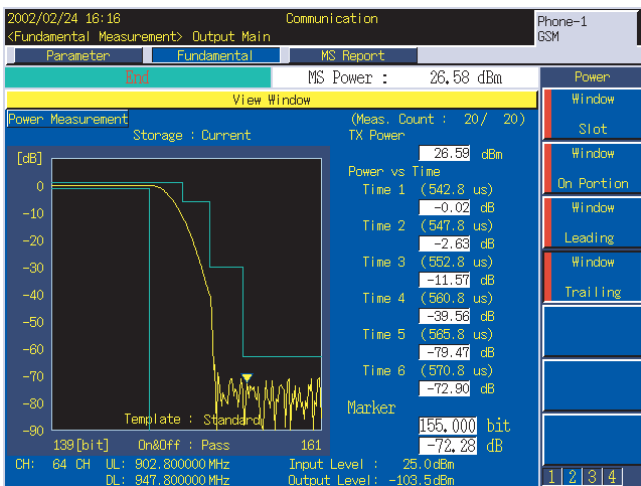 2002/02/24 16:16 Communication Phone-1
<Fundamental Measurement> Output Main GSM
Parameter Fundamental MS Report
End MS Power : 26.58 dBm Power
View Window
Window
Slot
Window
On Portion
Window
Leading
Window
Trailing
Power Measurement (Meas. Count : 20/ 20)
Storage : Current
TX Power
26.59 dBm
Power vs Time
Time 1 (542.8 us)
-0.02 dB
Time 2 (547.8 us)
-2.63 dB
Time 3 (552.8 us)
-11.57 dB
Time 4 (560.8 us)
-39.56 dB
Time 5 (565.8 us)
-79.47 dB
Time 6 (570.8 us)
-72.90 dB
Marker
155.000 bit
-72.28 dB
[dB]
0
-10
-20
-30
-40
-50
-60
-70
-80
-90
Template : Standard
139[bit] On&Off : Pass 161
CH: 64 CH UL: 902.800000MHz Input Level : 25.0dBm
DL: 947.800000MHz Output Level: -103.5dBm
1 2 3 4